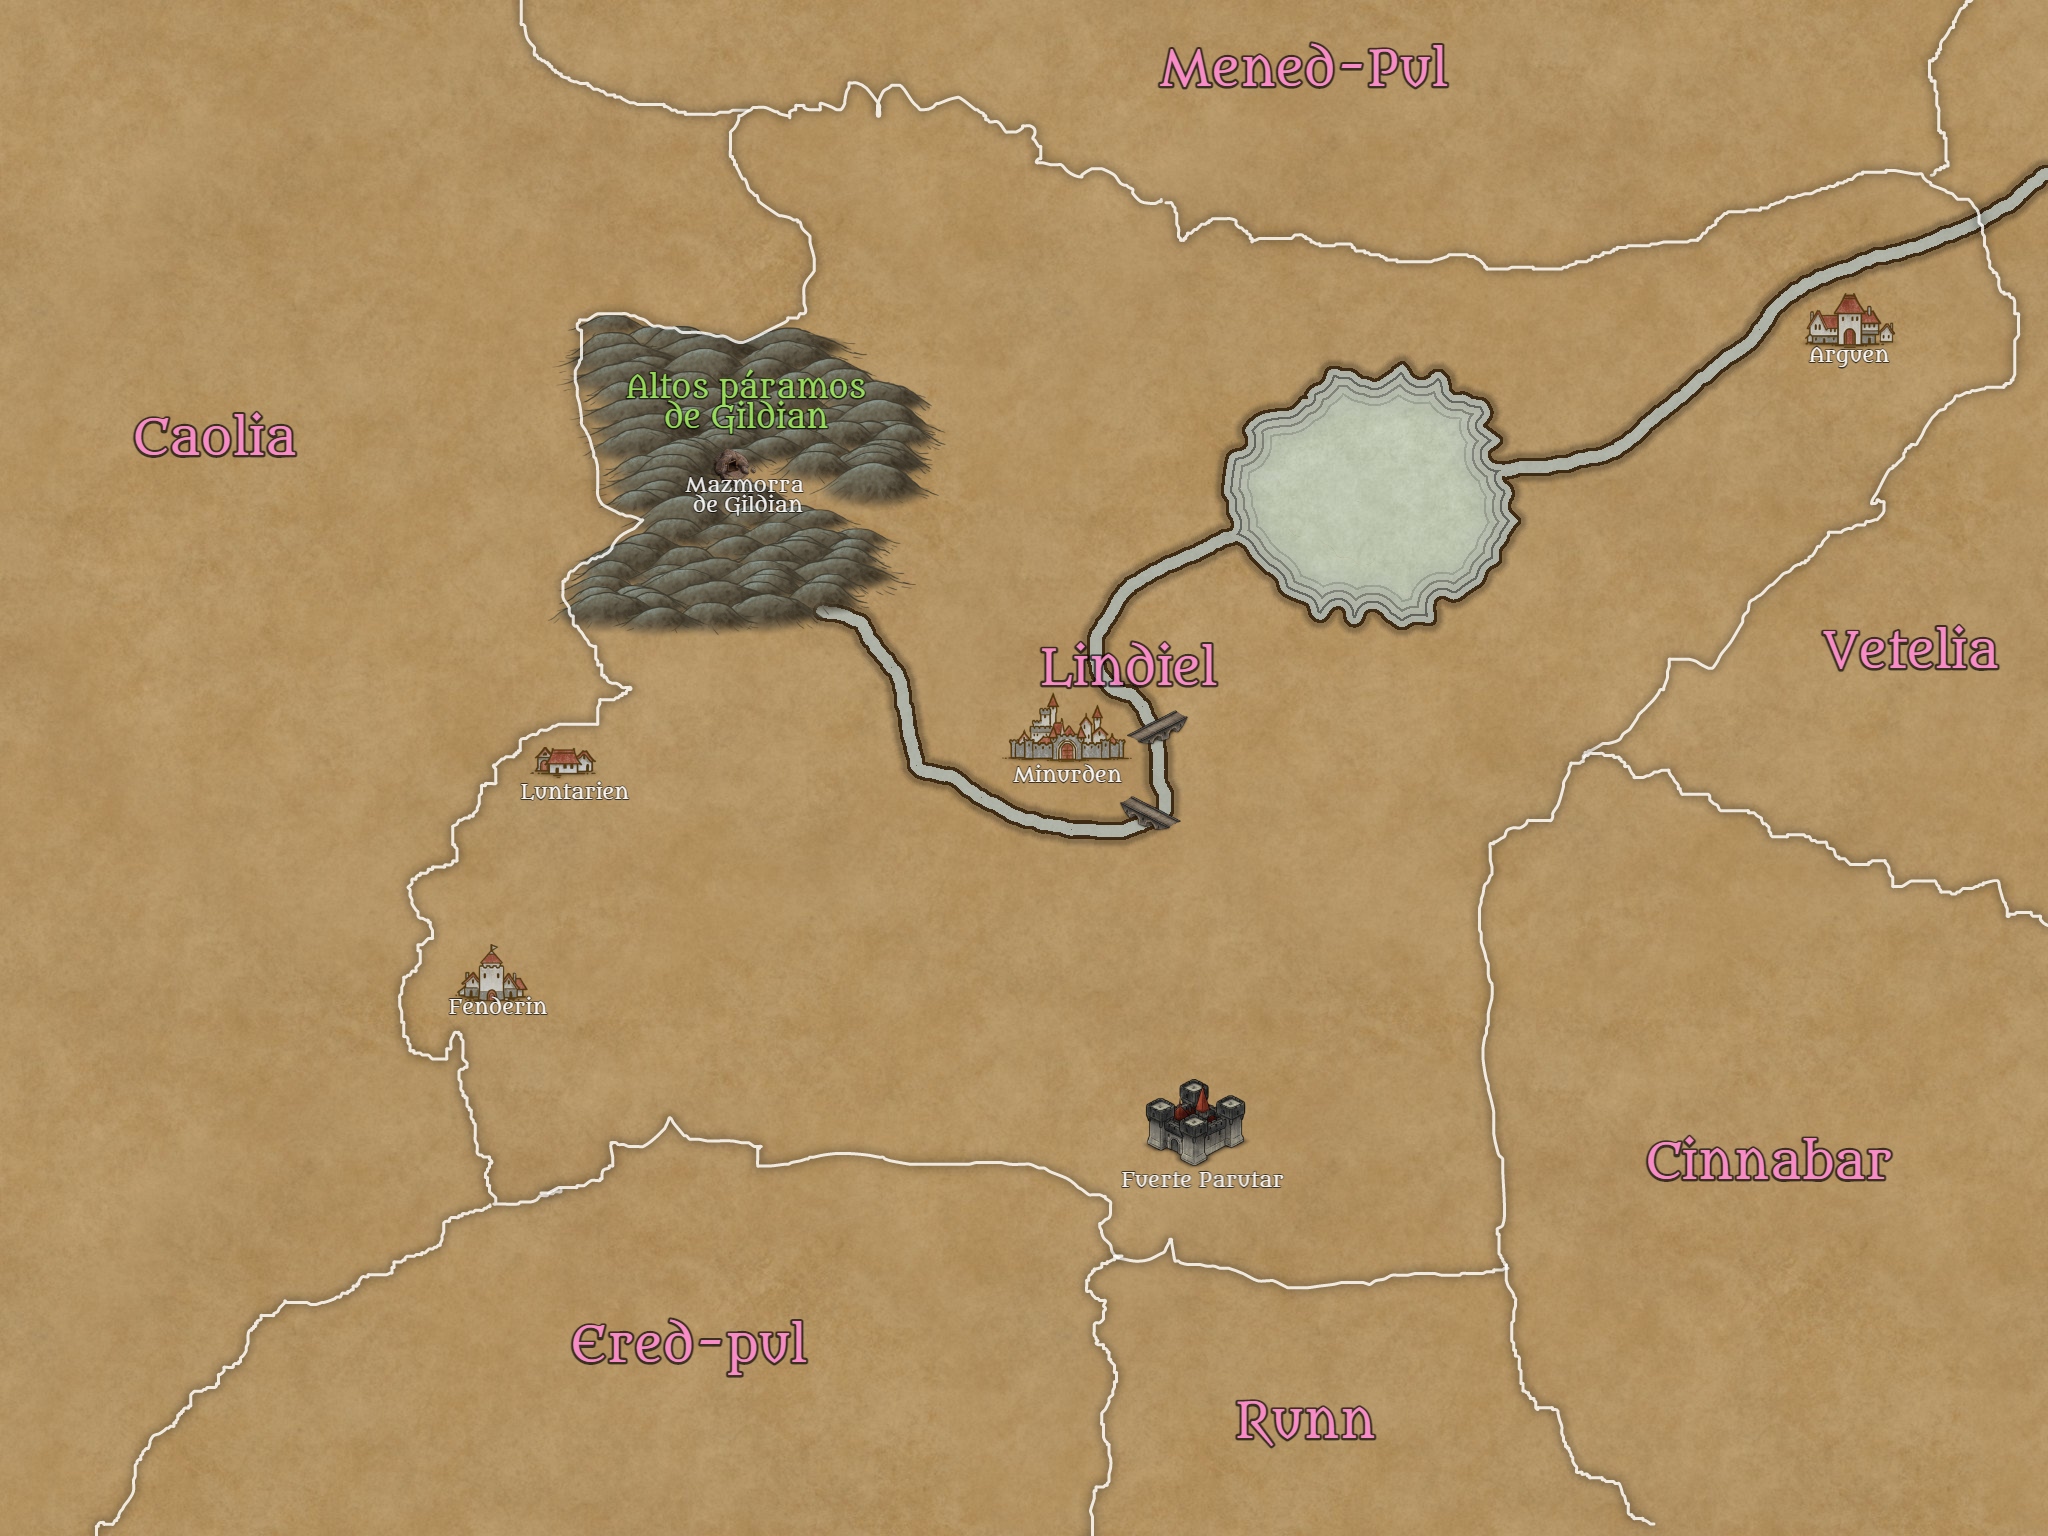 Mened-Pul
Arguen
Altos páramos
de Gildian
Caolia
Mazmorra
de Gildian
Lindiel
Vetelia
Minurden
Luntarien
Fenderin
Cinnabar
Fuerte Parutar
Ered-pul
Runn